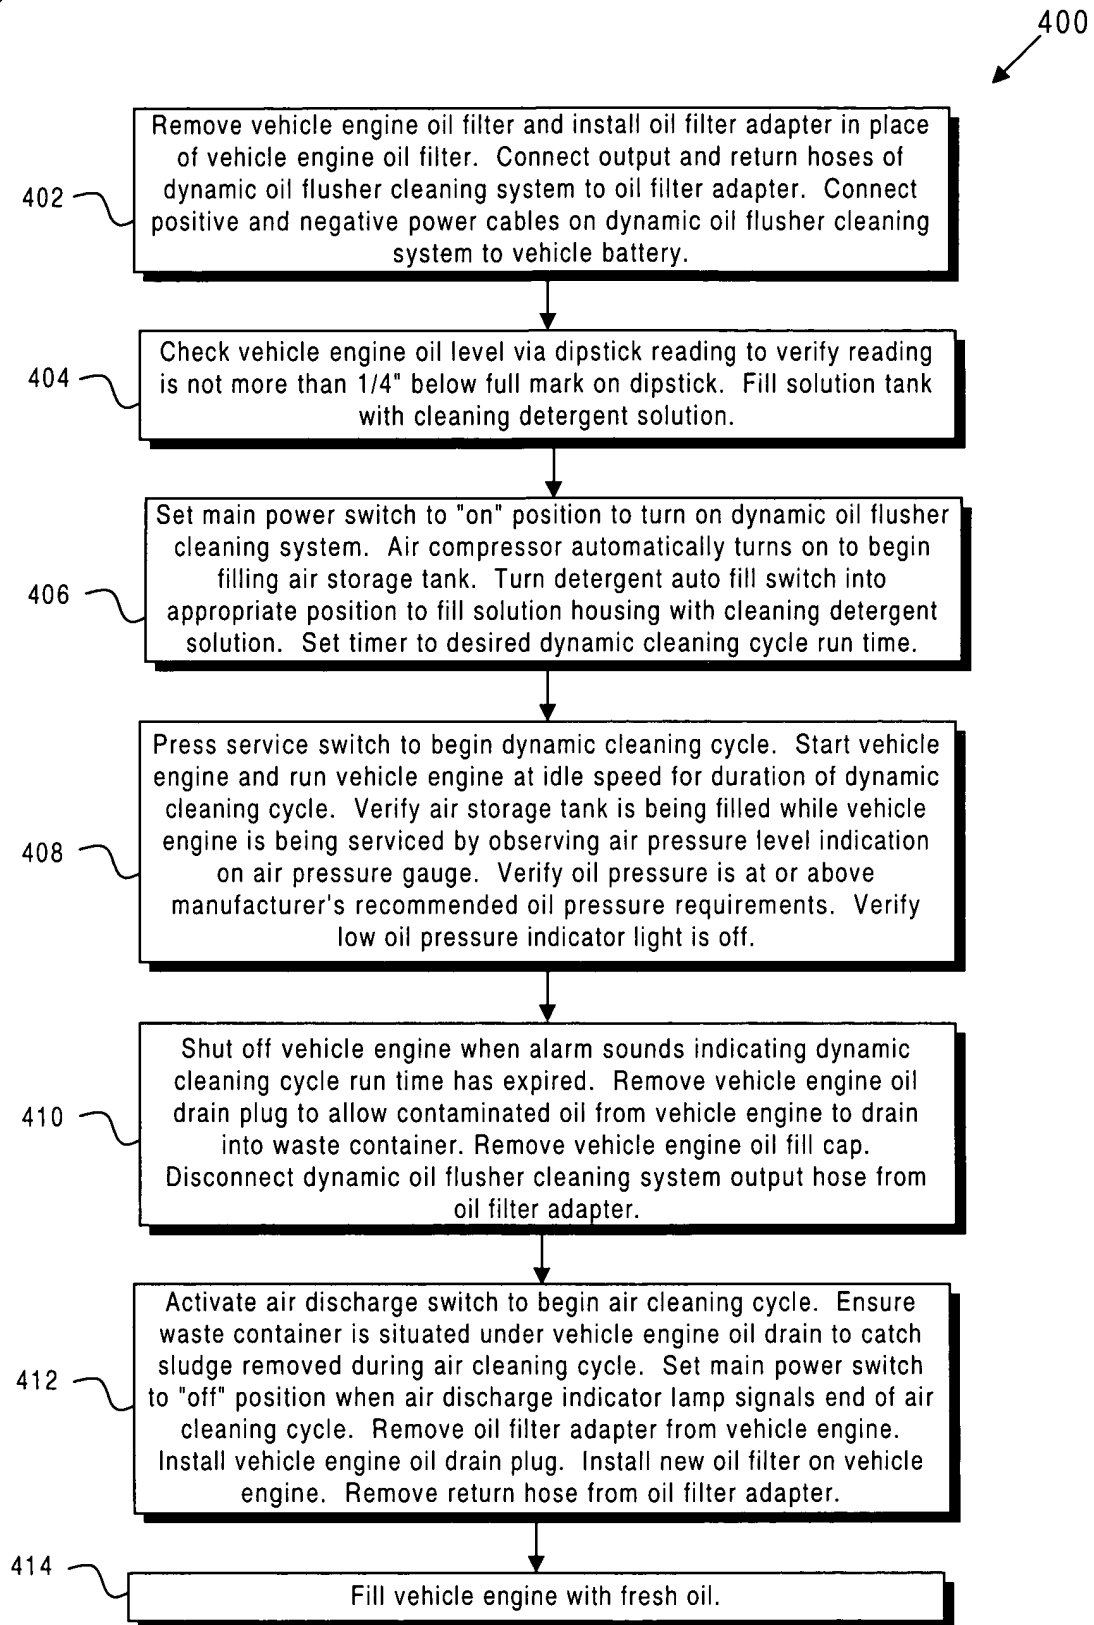 400
402
Remove vehicle engine oil filter and install oil filter adapter in place
of vehicle engine oil filter. Connect output and return hoses of
dynamic oil flusher cleaning system to oil filter adapter. Connect
positive and negative power cables on dynamic oil flusher cleaning
system to vehicle battery.
404
Check vehicle engine oil level via dipstick reading to verify reading
is not more than 1/4" below full mark on dipstick. Fill solution tank
with cleaning detergent solution.
406
Set main power switch to "on" position to turn on dynamic oil flusher
cleaning system. Air compressor automatically turns on to begin
filling air storage tank. Turn detergent auto fill switch into
appropriate position to fill solution housing with cleaning detergent
solution. Set timer to desired dynamic cleaning cycle run time.
408
Press service switch to begin dynamic cleaning cycle. Start vehicle
engine and run vehicle engine at idle speed for duration of dynamic
cleaning cycle. Verify air storage tank is being filled while vehicle
engine is being serviced by observing air pressure level indication
on air pressure gauge. Verify oil pressure is at or above
manufacturer's recommended oil pressure requirements. Verify
low oil pressure indicator light is off.
410
Shut off vehicle engine when alarm sounds indicating dynamic
cleaning cycle run time has expired. Remove vehicle engine oil
drain plug to allow contaminated oil from vehicle engine to drain
into waste container. Remove vehicle engine oil fill cap.
Disconnect dynamic oil flusher cleaning system output hose from
oil filter adapter.
412
Activate air discharge switch to begin air cleaning cycle. Ensure
waste container is situated under vehicle engine oil drain to catch
sludge removed during air cleaning cycle. Set main power switch
to "off" position when air discharge indicator lamp signals end of air
cleaning cycle. Remove oil filter adapter from vehicle engine.
Install vehicle engine oil drain plug. Install new oil filter on vehicle
engine. Remove return hose from oil filter adapter.
414
Fill vehicle engine with fresh oil.